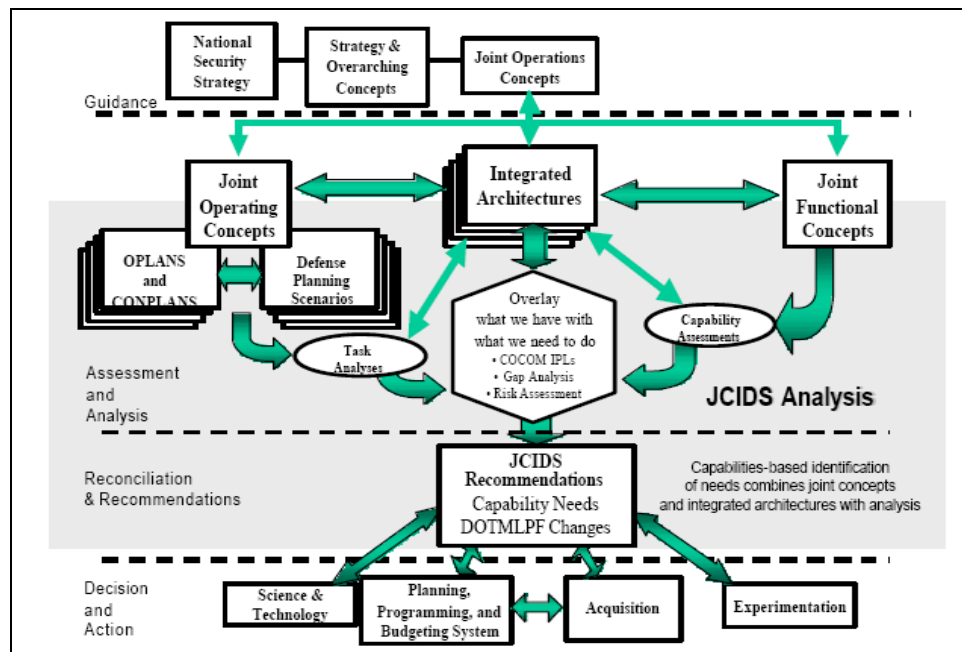 National
Security
Strategy
Strategy &
Overarching
Concepts
Joint Operations
Concepts
Guidance
Joint
Operating
Concepts
Integrated
Architectures
Joint
Functional
Concepts
OPLANS
and
CONPLANS
Defense
Planning
Scenarios
Overlay
what we have with
what we need to do
• COCOM IPLs
• Gap Analysis
• Risk Assessment
Capability
Assessments
Task
Analyses
Assessment
and
Analysis
JCIDS Analysis
Reconciliation
& Recommendations
JCIDS
Recommendations
Capability Needs
DOTMLPF Changes
Capabilities-based identification
of needs combines joint concepts
and integrated architectures with analysis
Decision
and
Action
Science &
Technology
Planning,
Programming, and
Budgeting System
Acquisition
Experimentation